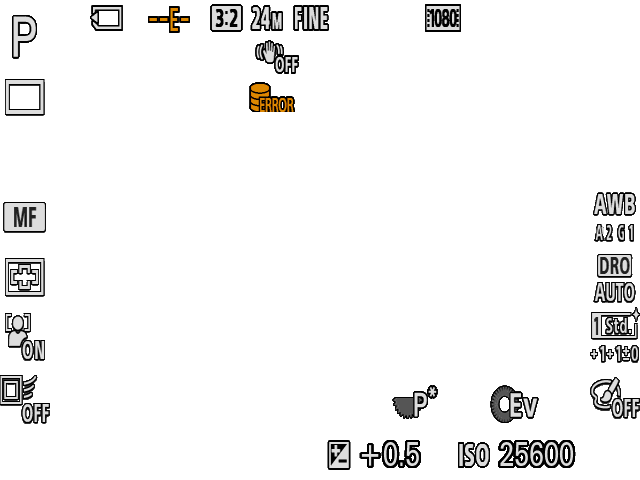 P E 3:2 24M FINE 1080
OFF
ERROR
MF
AWB
A2 G1
DRO
AUTO
1 Std.
ON
+1+1±0
OFF
P* EV
OFF
+0.5 ISO 25600